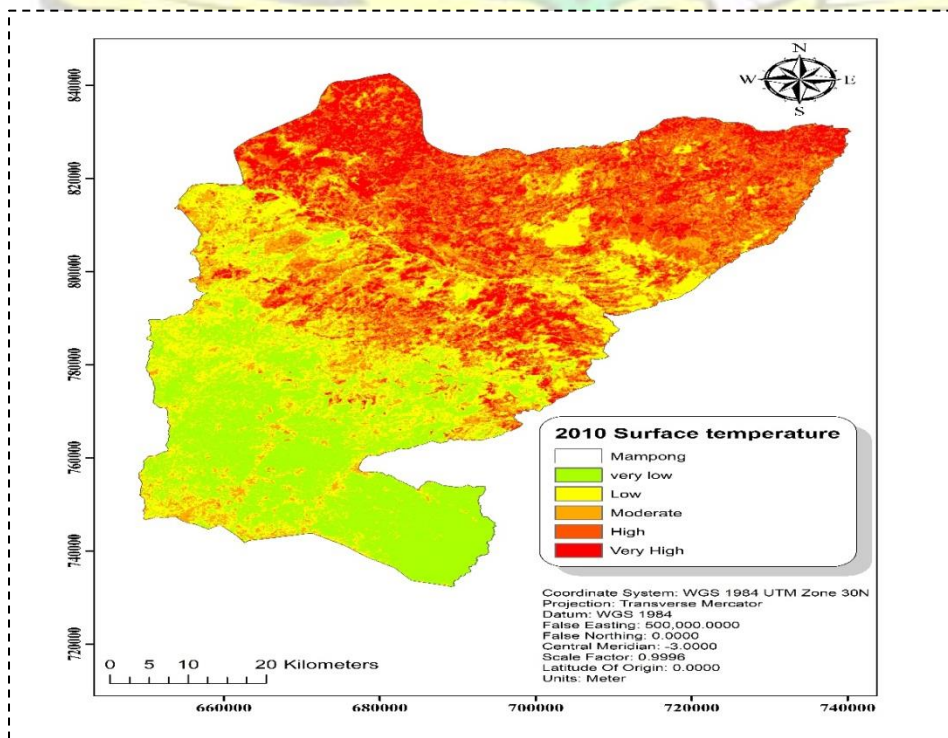 N
W E
S
840000
820000
800000
780000
760000
740000
720000
2010 Surface temperature
Mampong
very low
Low
Moderate
High
Very High
Coordinate System: WGS 1984 UTM Zone 30N
Projection: Transverse Mercator
Datum: WGS 1984
False Easting: 500,000.0000
False Northing: 0.0000
Central Meridian: -3.0000
Scale Factor: 0.9996
Latitude Of Origin: 0.0000
Units: Meter
0 5 10 20 Kilometers
660000 680000 700000 720000 740000